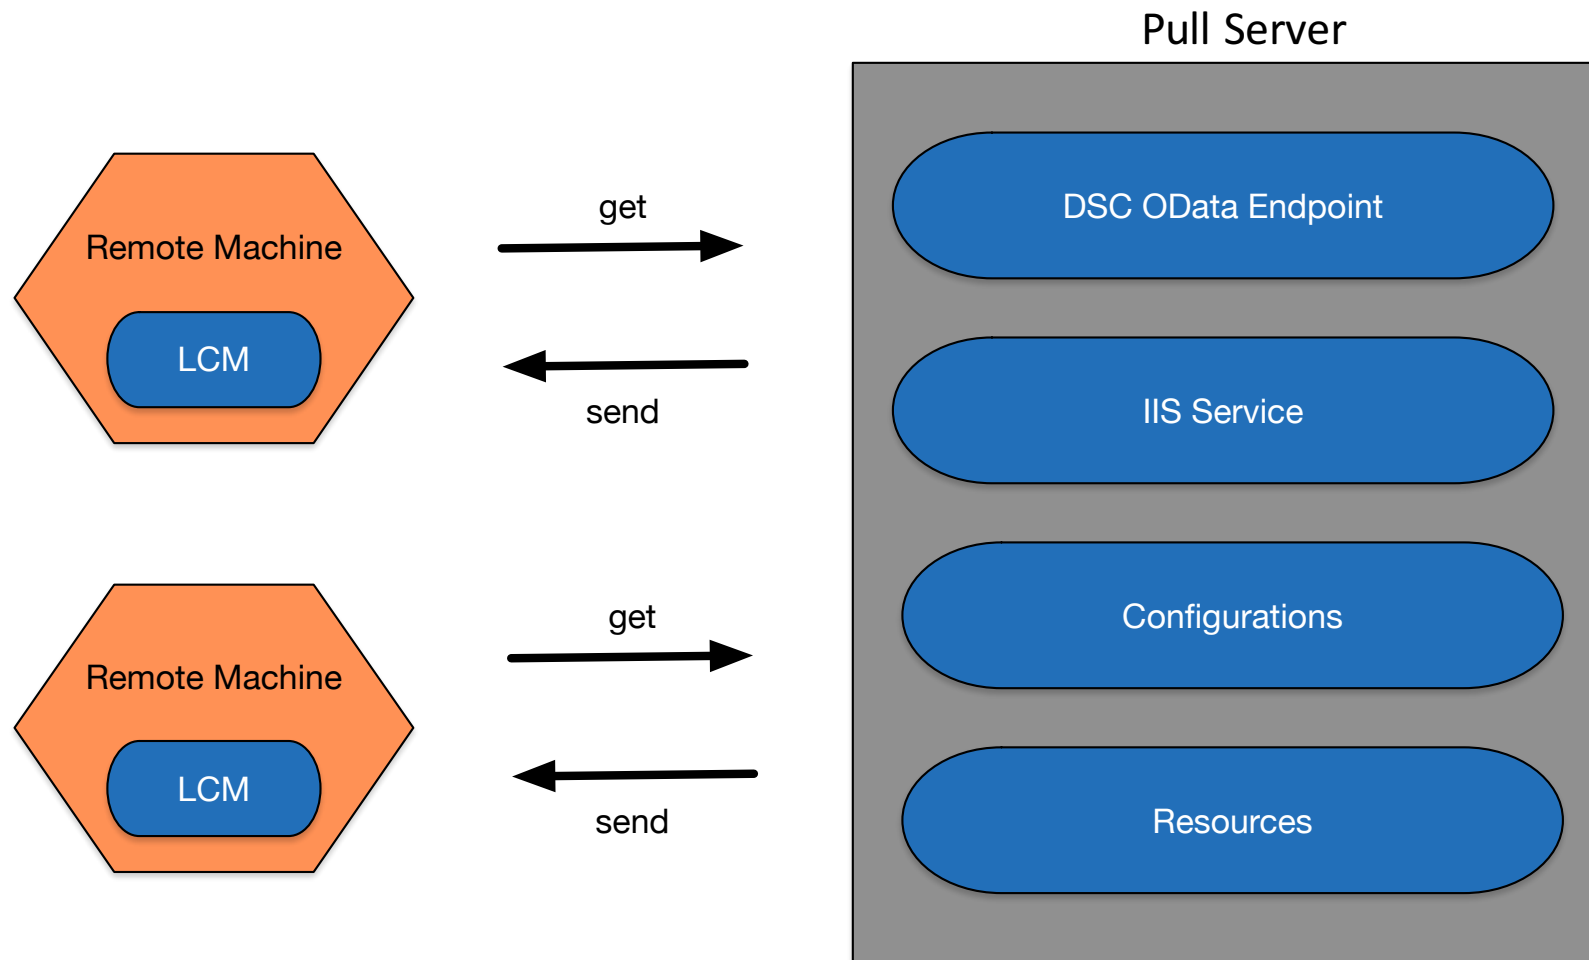 Pull Server
Remote Machine
LCM
get
send
DSC OData Endpoint
IIS Service
Remote Machine
LCM
get
send
Configurations
Resources